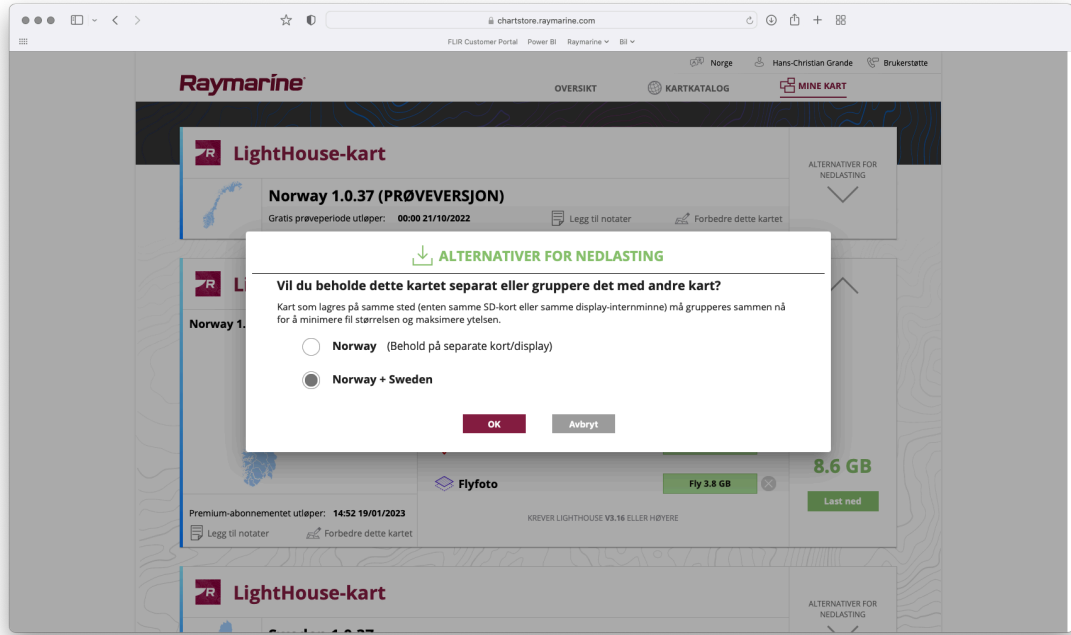 chartstore.raymarine.com
FLIR Customer Portal Power BI Raymarine Bil
Norge Hans-Christian Grande Brukerstøtte
Raymarine
OVERSIKT KARTKATALOG MINE KART
LightHouse-kart
ALTERNATIVER FOR
NEDLASTING
Norway 1.0.37 (PRØVEVERSJON)
Gratis prøveperiode utløper: 00:00 21/10/2022 Legg til notater Forbedre dette kartet
ALTERNATIVER FOR NEDLASTING
Vil du beholde dette kartet separat eller gruppere det med andre kart?
Kart som lagres på samme sted (enten samme SD-kort eller samme display-internminne) må grupperes sammen nå
for å minimere fil størrelsen og maksimere ytelsen.
Norway (Behold på separate kort/display)
Norway + Sweden
OK Avbryt
Norway 1.
8.6 GB
Flyfoto Fly 3.8 GB
Last ned
Premium-abonnementet utløper: 14:52 19/01/2023
KREVER LIGHTHOUSE V3.16 ELLER HØYERE
Legg til notater Forbedre dette kartet
LightHouse-kart
ALTERNATIVER FOR
NEDLASTING